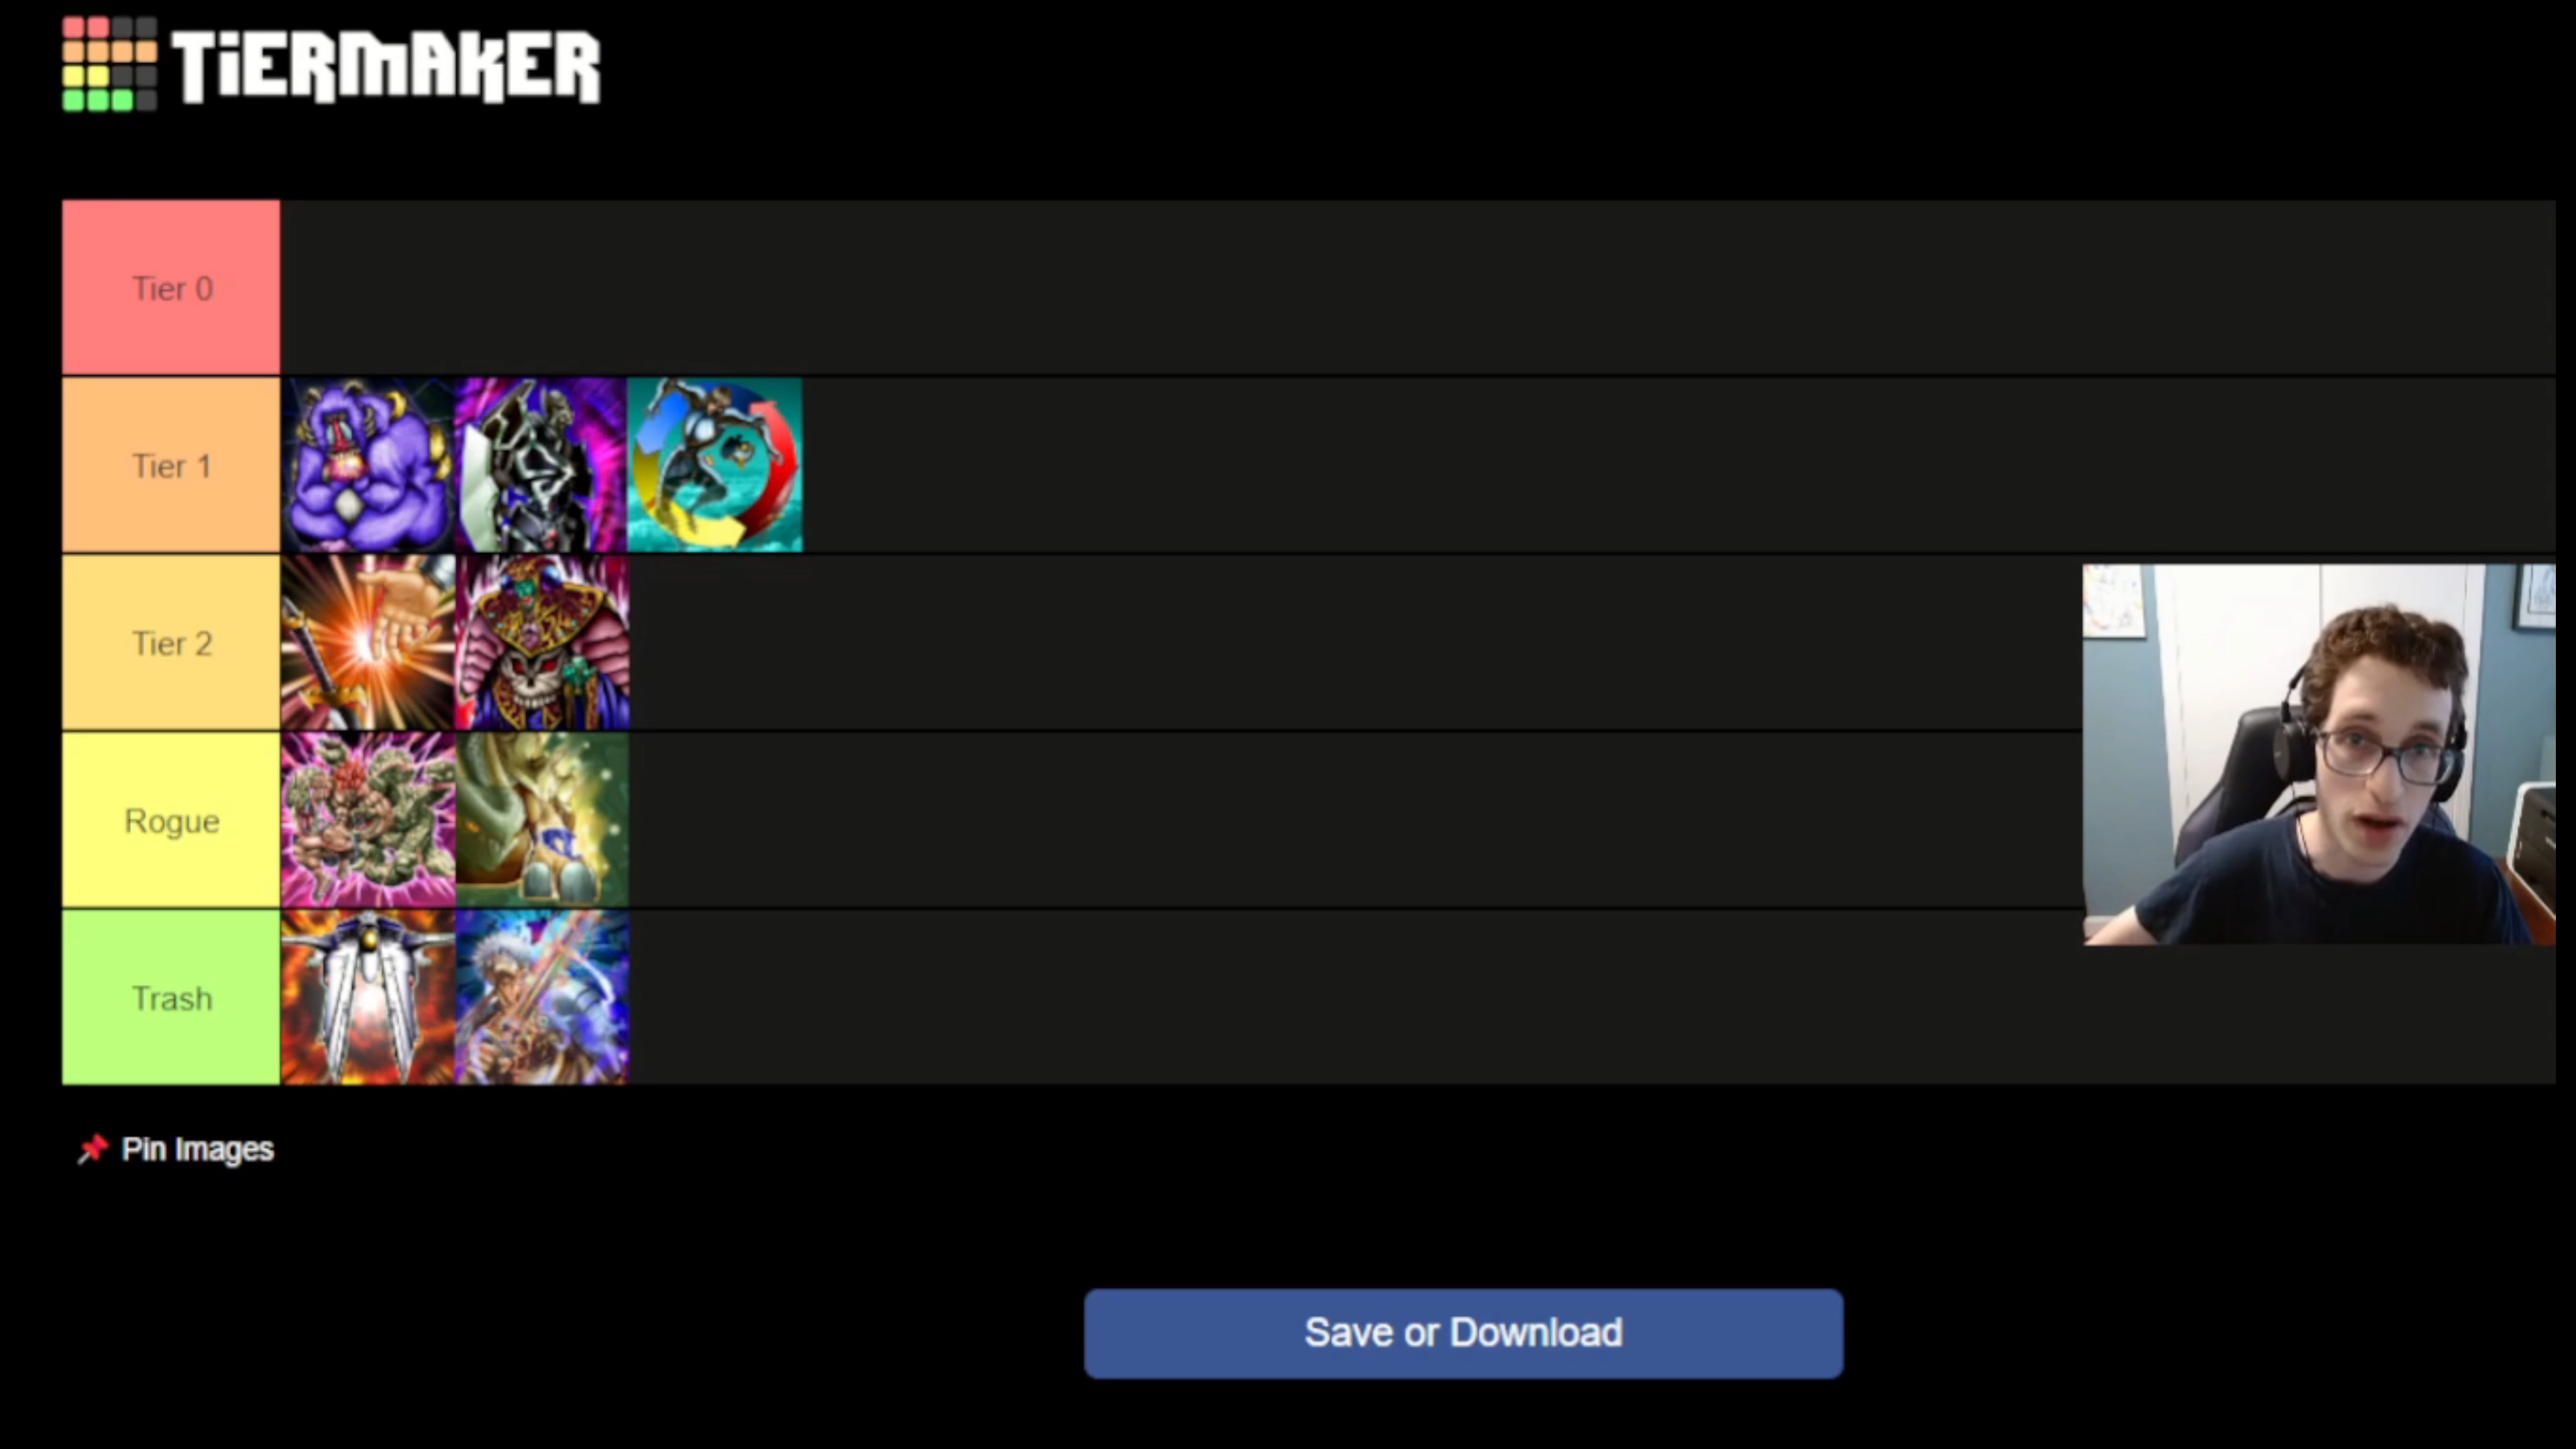 TiERMAKER
Tier 0
Tier 1
Tier 2
Rogue
Trash
Pin Images
Save or Download